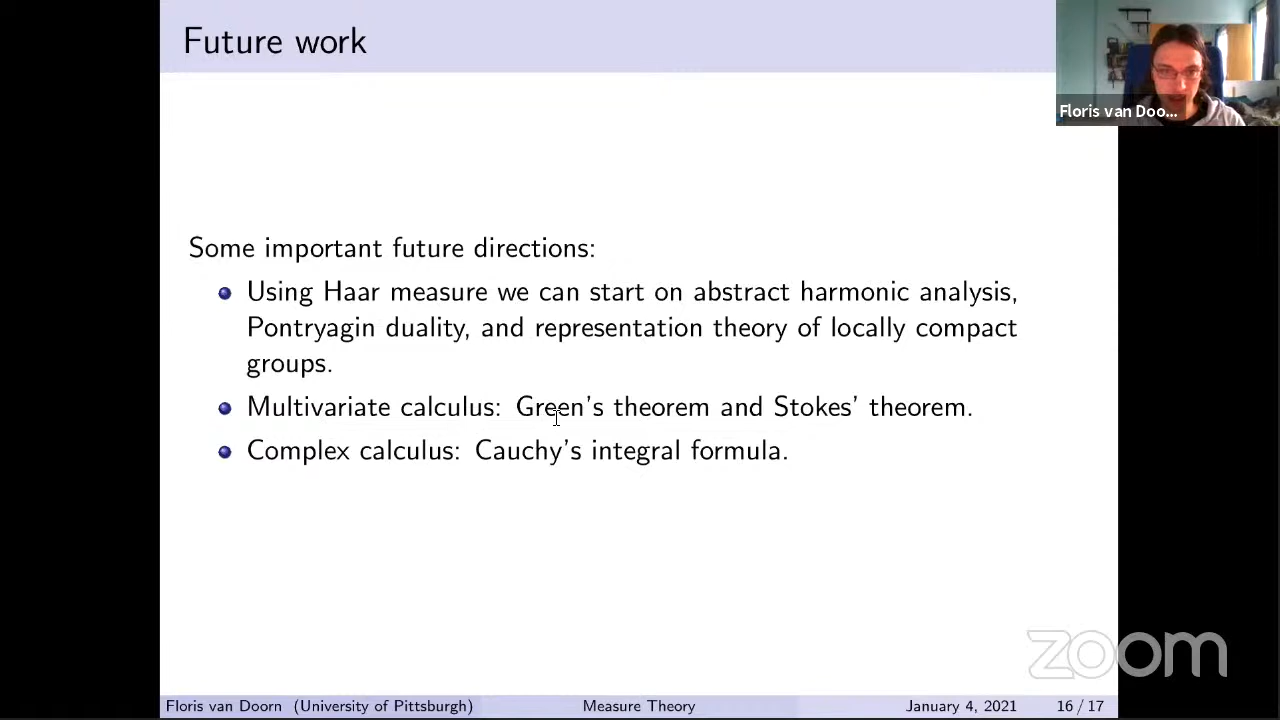 Future work
Floris van Doo...
Some important future directions:
Using Haar measure we can start on abstract harmonic analysis,
Pontryagin duality, and representation theory of locally compact
groups.
Multivariate calculus: Green's theorem and Stokes' theorem.
Complex calculus: Cauchy's integral formula.
zoom
Floris van Doorn (University of Pittsburgh) Measure Theory January 4, 2021 16 / 17